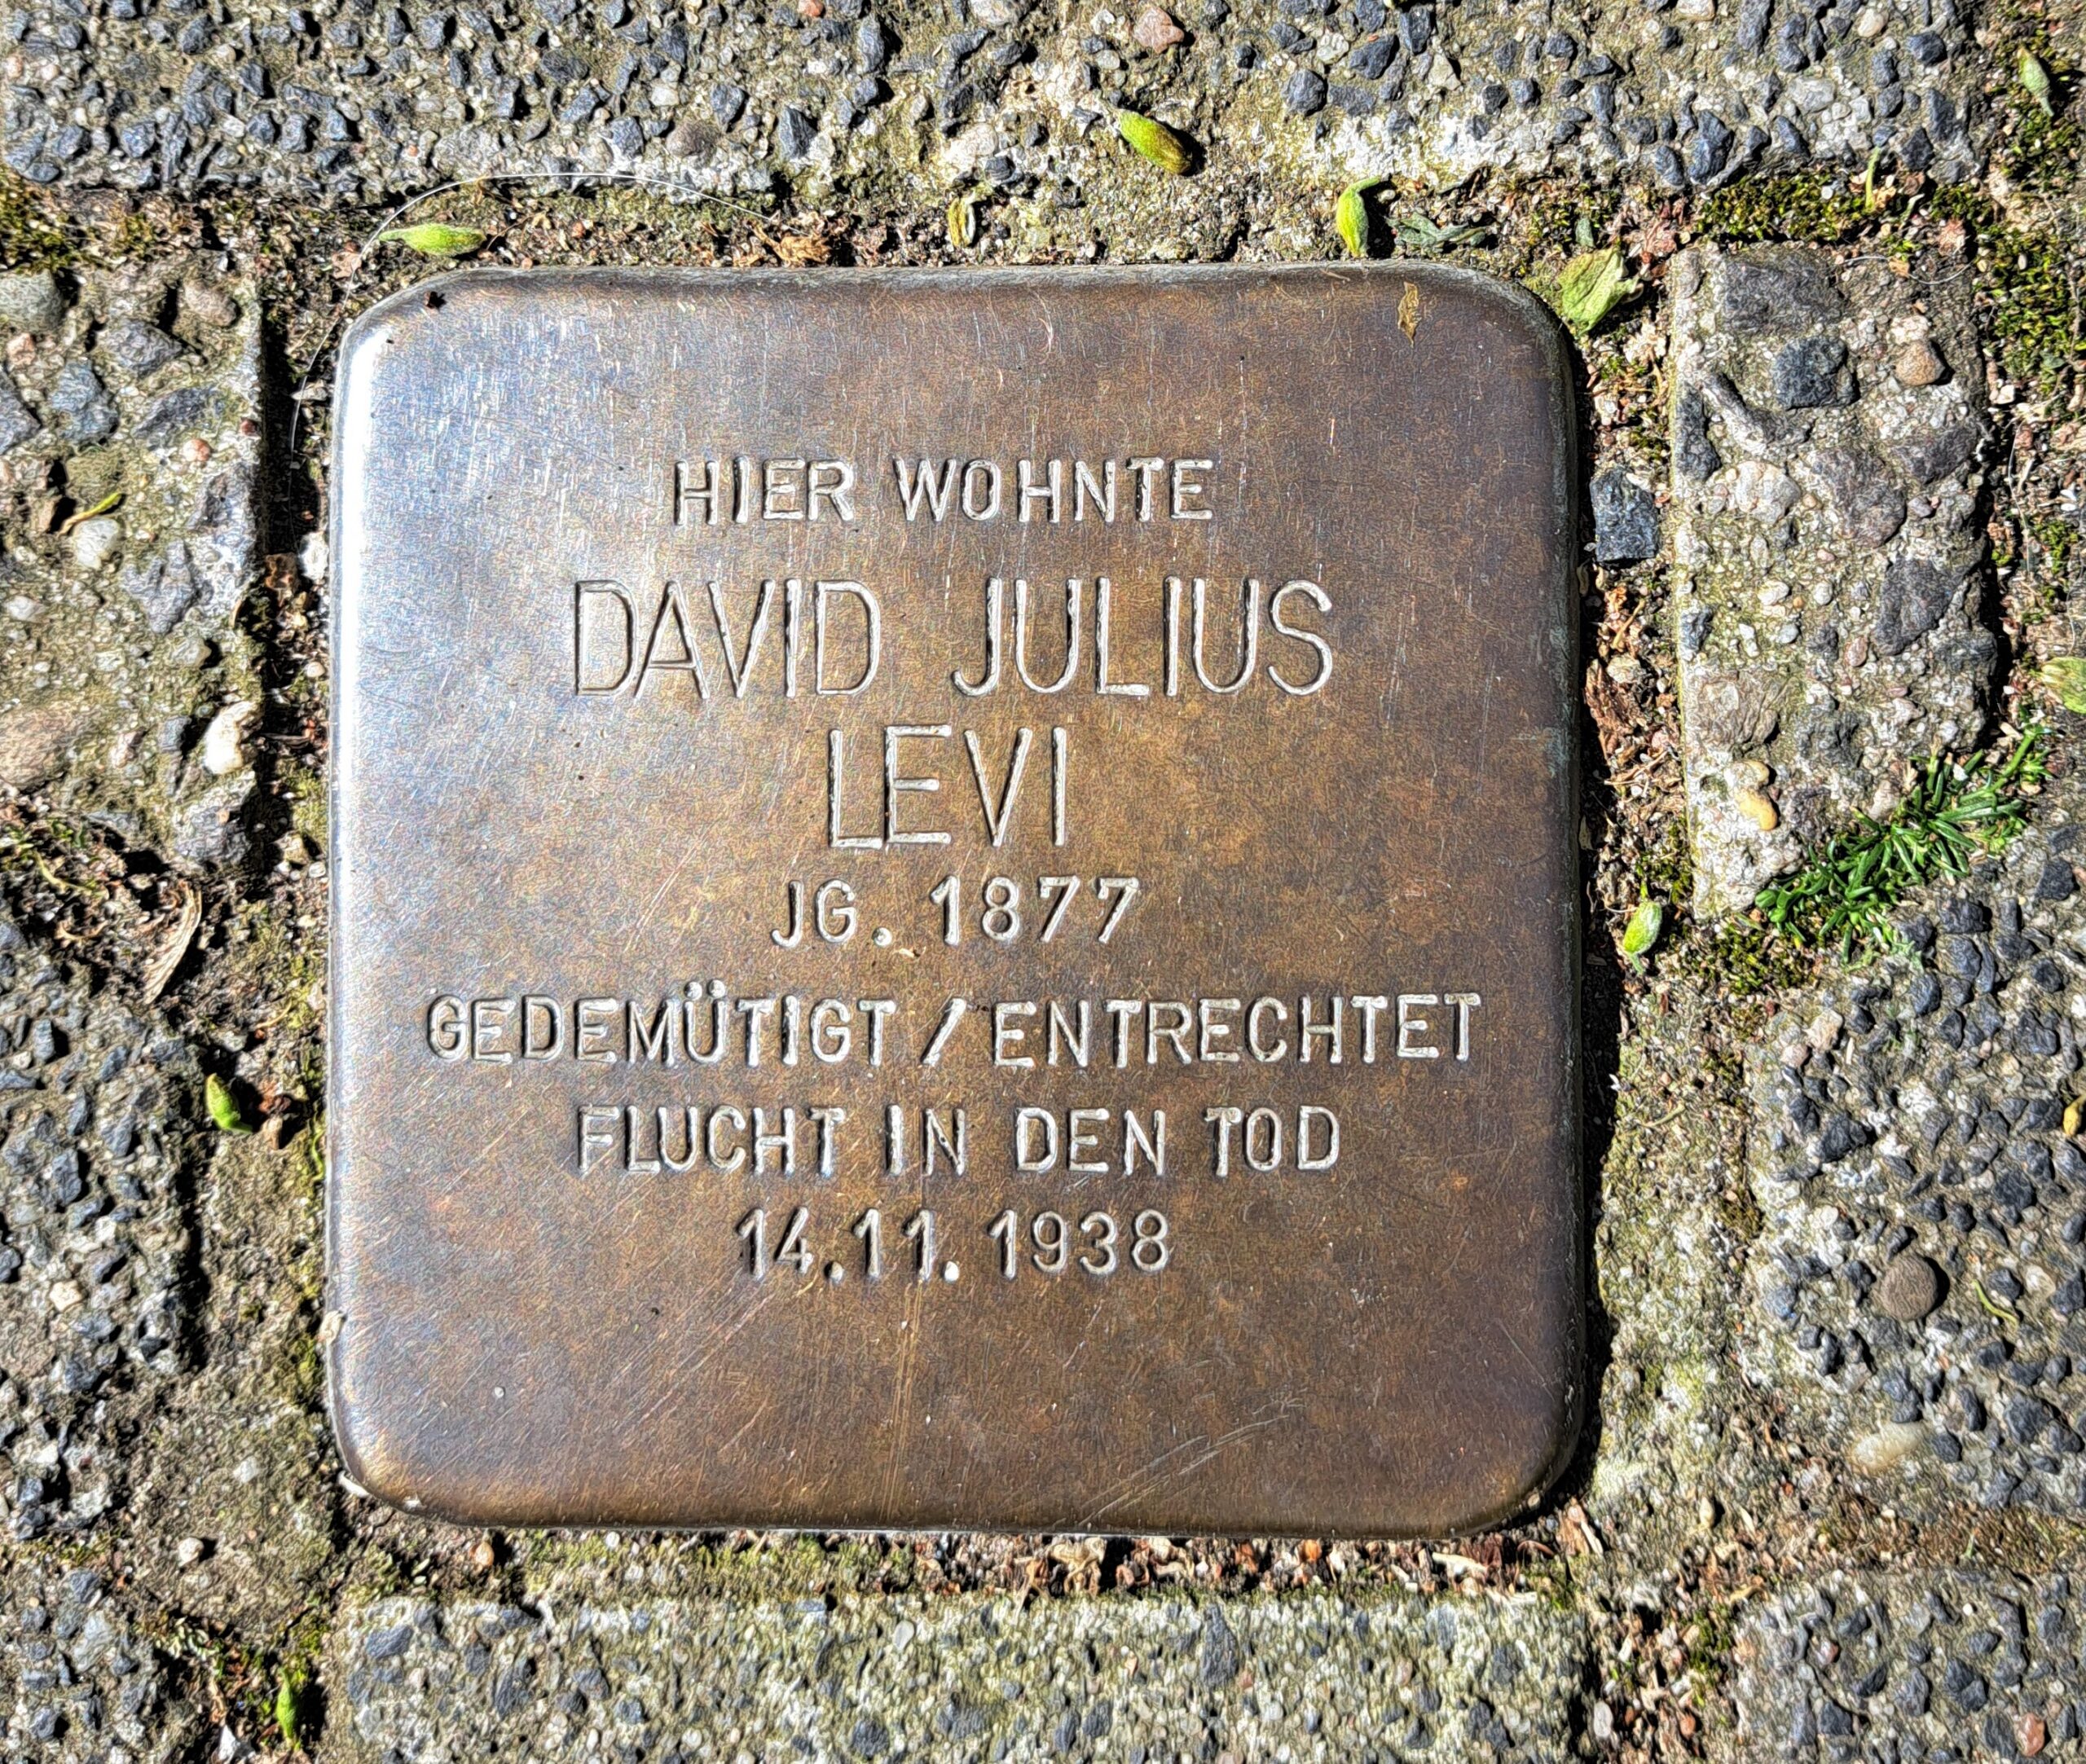 HIER WOHNTE
DAVID JULIUS
LEVI
JG. 1877
GEDEMÜTIGT / ENTRECHTET
FLUCHT IN DEN TOD
14.11.1938